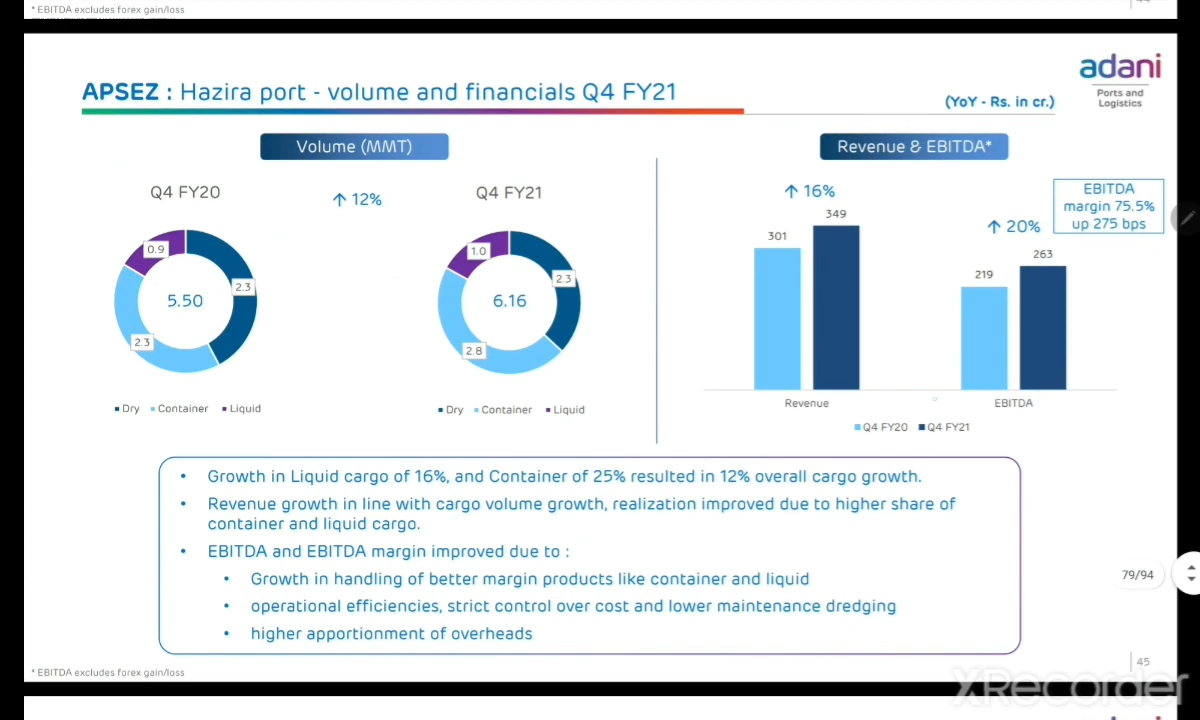 * EBITDA excludes forex gain/loss
APSEZ : Hazira port - volume and financials Q4 FY21
adani
Ports and
Logistics
(YoY - Rs. in cr.)
Volume (MMT)
Revenue & EBITDA*
Q4 FY20
↑ 12%
Q4 FY21
0.9
2.3
5.50
2.3
1.0
2.3
6.16
2.8
■ Dry ■ Container ■ Liquid
■ Dry ■ Container ■ Liquid
↑ 16%
301
349
↑ 20%
219
263
EBITDA
margin 75.5%
up 275 bps
Revenue
EBITDA
■ Q4 FY20 ■ Q4 FY21
• Growth in Liquid cargo of 16%, and Container of 25% resulted in 12% overall cargo growth.
• Revenue growth in line with cargo volume growth, realization improved due to higher share of
container and liquid cargo.
• EBITDA and EBITDA margin improved due to :
• Growth in handling of better margin products like container and liquid
• operational efficiencies, strict control over cost and lower maintenance dredging
• higher apportionment of overheads
79/94
* EBITDA excludes forex gain/loss
45
XRecorder